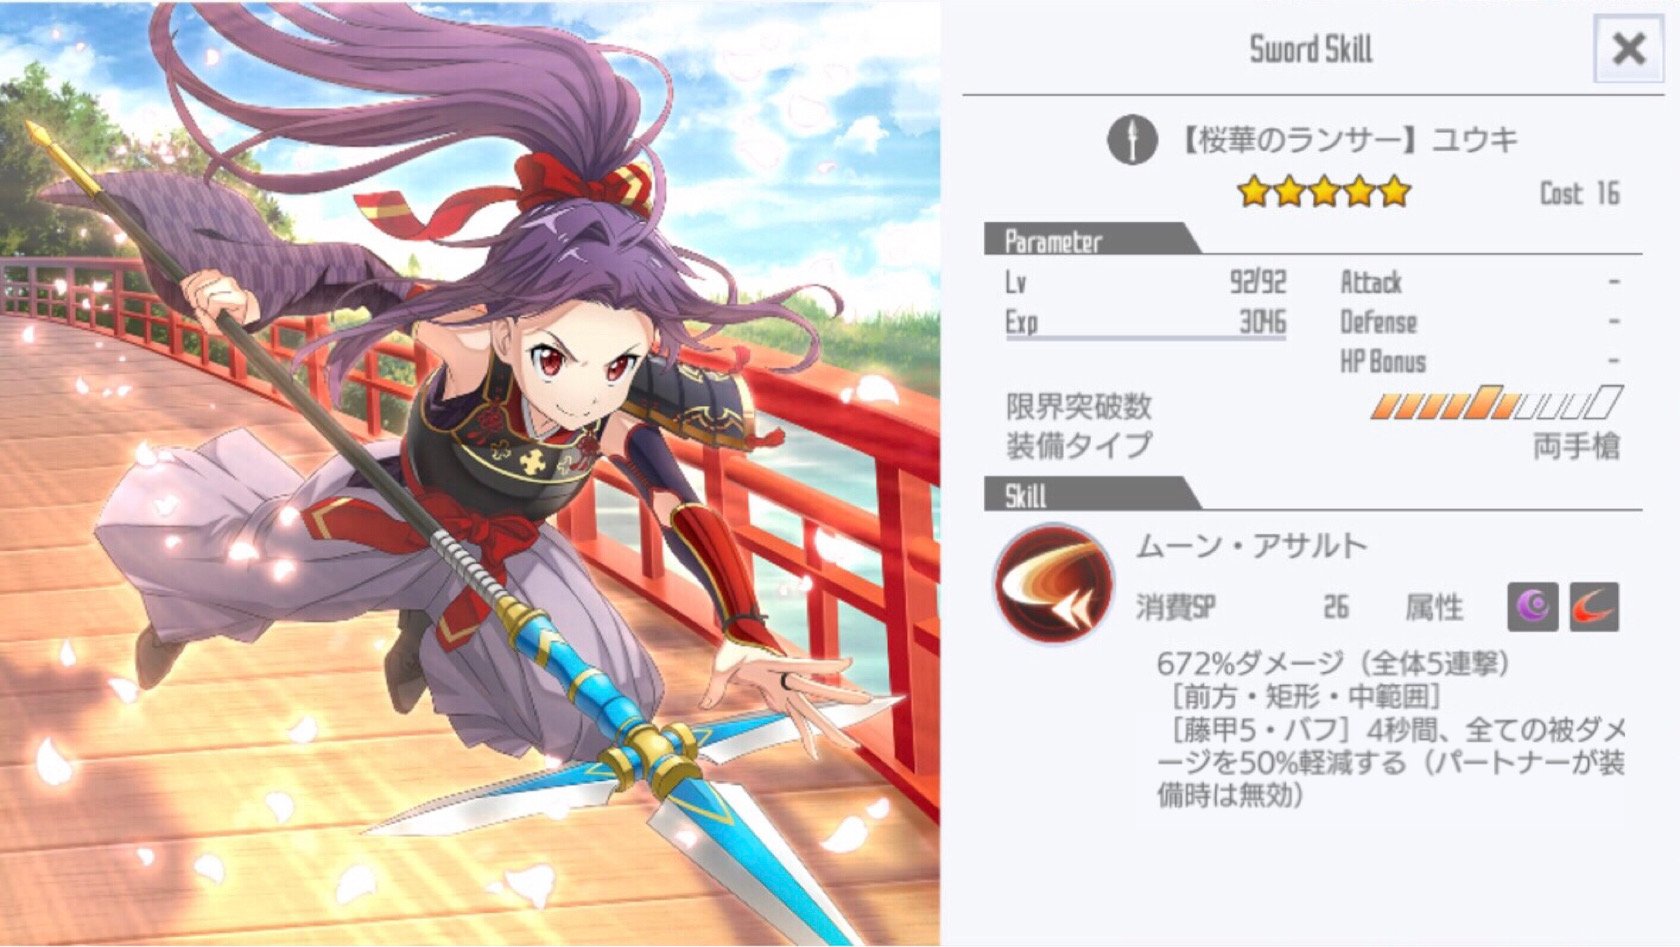 Sword Skill
【桜華のランサー】ユウキ
Cost 16
Parameter
Lv 92/92 Attack -
Exp 3046 Defense -
HP Bonus -
限界突破数
装備タイプ 両手槍
Skill
ムーン・アサルト
消費SP 26 属性
672%ダメージ（全体5連撃）
［前方・矩形・中範囲］
［藤甲5・バフ］4秒間、全ての被ダメ
ージを50%軽減する（パートナーが装
備時は無効）